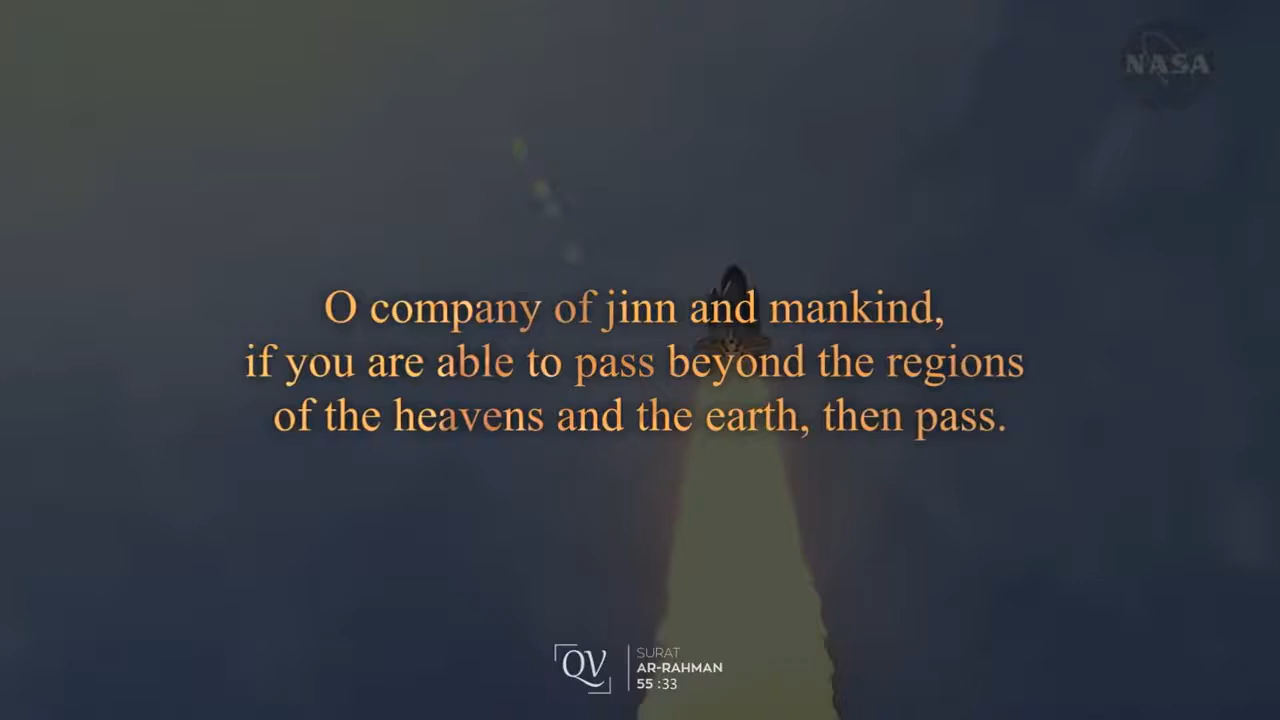 NASA
O company of jinn and mankind,
if you are able to pass beyond the regions
of the heavens and the earth, then pass.
QV
SURAT
AR-RAHMAN
55 :33